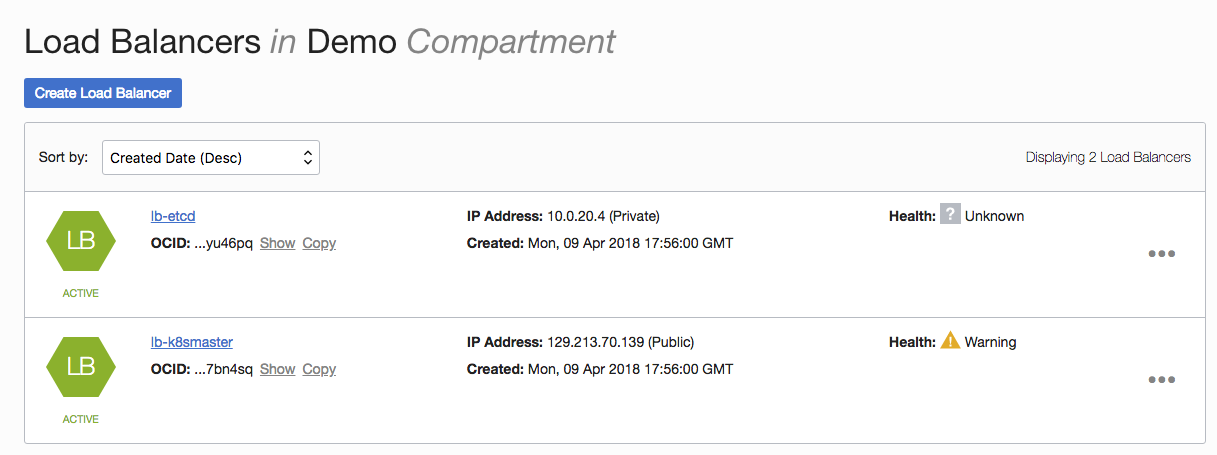 Load Balancers in Demo Compartment
Create Load Balancer
Sort by: Created Date (Desc) Displaying 2 Load Balancers
LB
ACTIVE
lb-etcd
OCID: ...yu46pq Show Copy
IP Address: 10.0.20.4 (Private)
Created: Mon, 09 Apr 2018 17:56:00 GMT
Health: ? Unknown
LB
ACTIVE
lb-k8smaster
OCID: ...7bn4sq Show Copy
IP Address: 129.213.70.139 (Public)
Created: Mon, 09 Apr 2018 17:56:00 GMT
Health: ! Warning